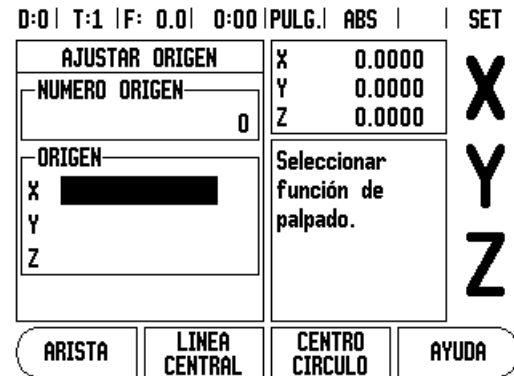 D:0 | T:1 | F: 0.0 | 0:00 | PULG. | ABS | | SET
AJUSTAR ORIGEN
NUMERO ORIGEN
0
ORIGEN
X
Y
Z
X 0.0000
Y 0.0000
Z 0.0000
Seleccionar
función de
palpado.
X
Y
Z
ARISTA
LINEA
CENTRAL
CENTRO
CIRCULO
AYUDA